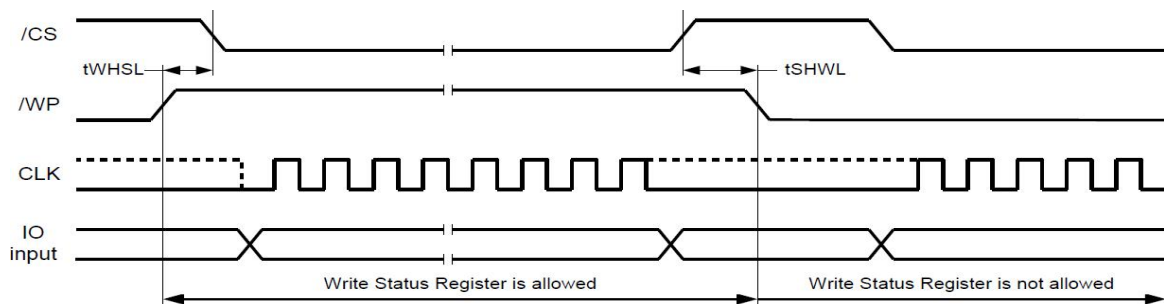 /CS
tWHSL
tSHWL
/WP
CLK
IO
input
Write Status Register is allowed
Write Status Register is not allowed